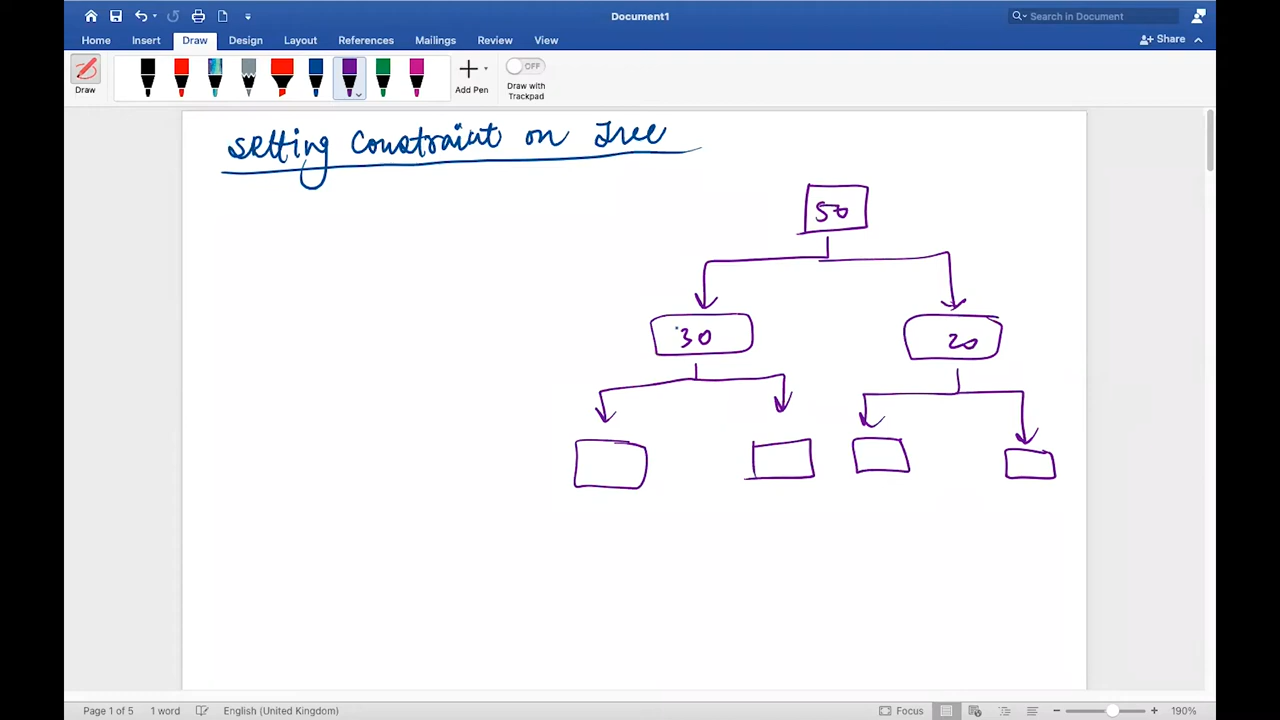 Document1
Search in Document
Home Insert Draw Design Layout References Mailings Review View
Share
Draw
Add Pen
OFF
Draw with
Trackpad
Setting Constraint on Tree
50
30 20
Page 1 of 5 1 word English (United Kingdom) Focus 190%